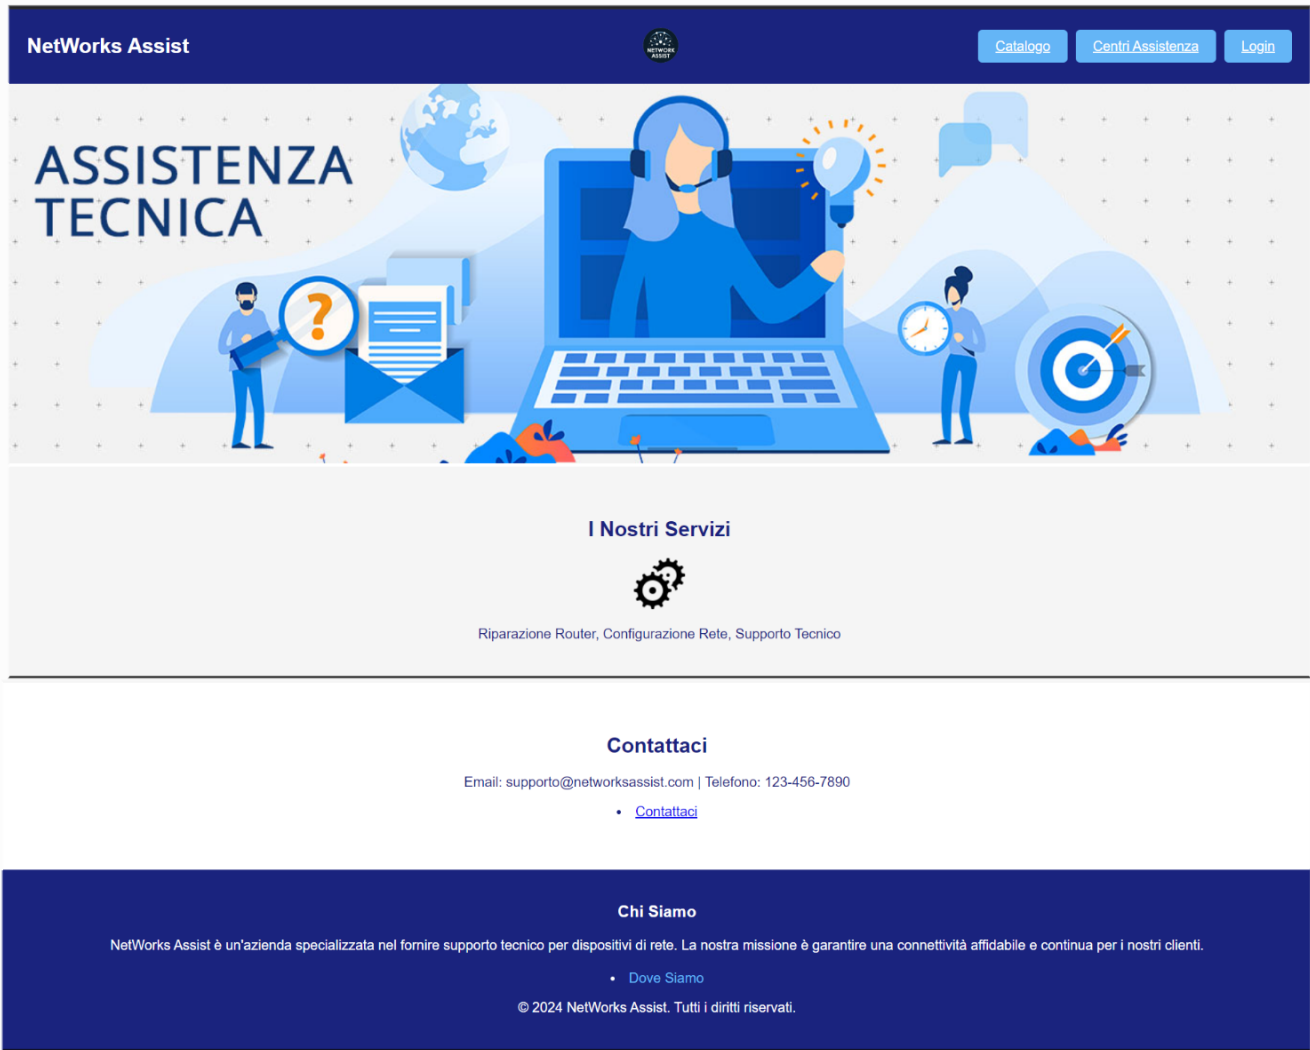 NetWorks Assist
NETWORK
ASSIST
Catalogo
Centri Assistenza
Login
ASSISTENZA
TECNICA
?
I Nostri Servizi
Riparazione Router, Configurazione Rete, Supporto Tecnico
Contattaci
Email: supporto@networksassist.com | Telefono: 123-456-7890
• Contattaci
Chi Siamo
NetWorks Assist è un'azienda specializzata nel fornire supporto tecnico per dispositivi di rete. La nostra missione è garantire una connettività affidabile e continua per i nostri clienti.
• Dove Siamo
© 2024 NetWorks Assist. Tutti i diritti riservati.